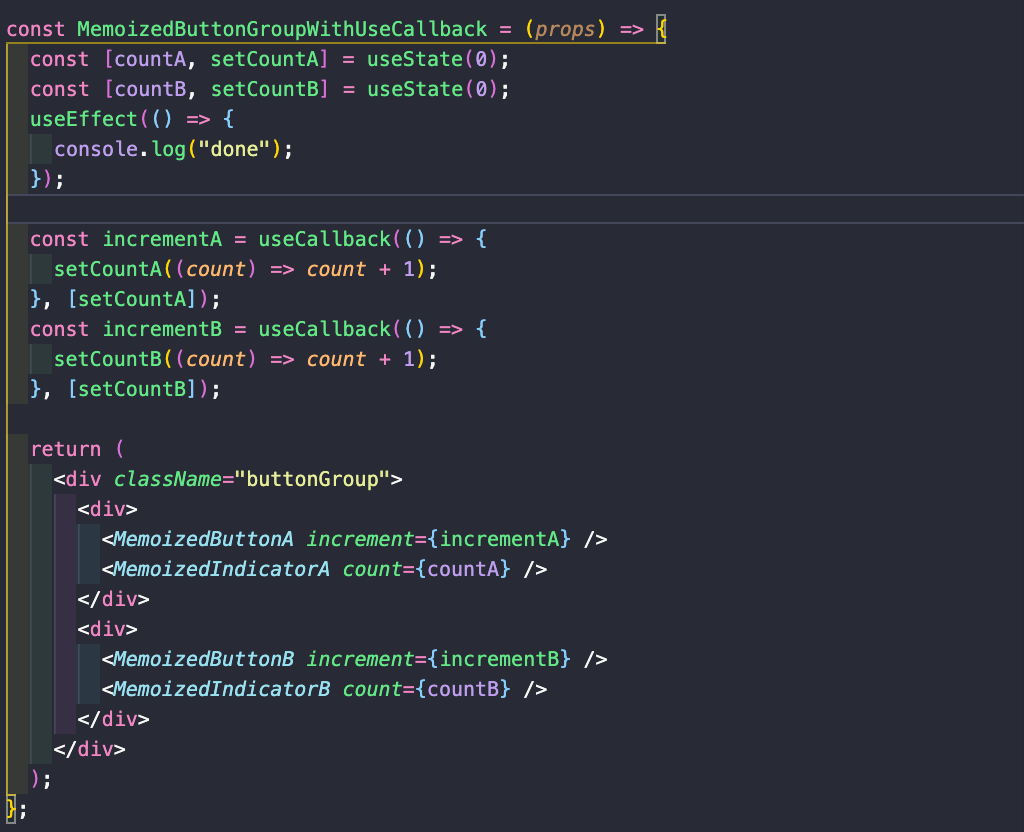 const MemoizedButtonGroupWithUseCallback = (props) => {
  const [countA, setCountA] = useState(0);
  const [countB, setCountB] = useState(0);
  useEffect(() => {
    console.log("done");
  });

  const incrementA = useCallback(() => {
    setCountA((count) => count + 1);
  }, [setCountA]);
  const incrementB = useCallback(() => {
    setCountB((count) => count + 1);
  }, [setCountB]);

  return (
    <div className="buttonGroup">
      <div>
        <MemoizedButtonA increment={incrementA} />
        <MemoizedIndicatorA count={countA} />
      </div>
      <div>
        <MemoizedButtonB increment={incrementB} />
        <MemoizedIndicatorB count={countB} />
      </div>
    </div>
  );
};